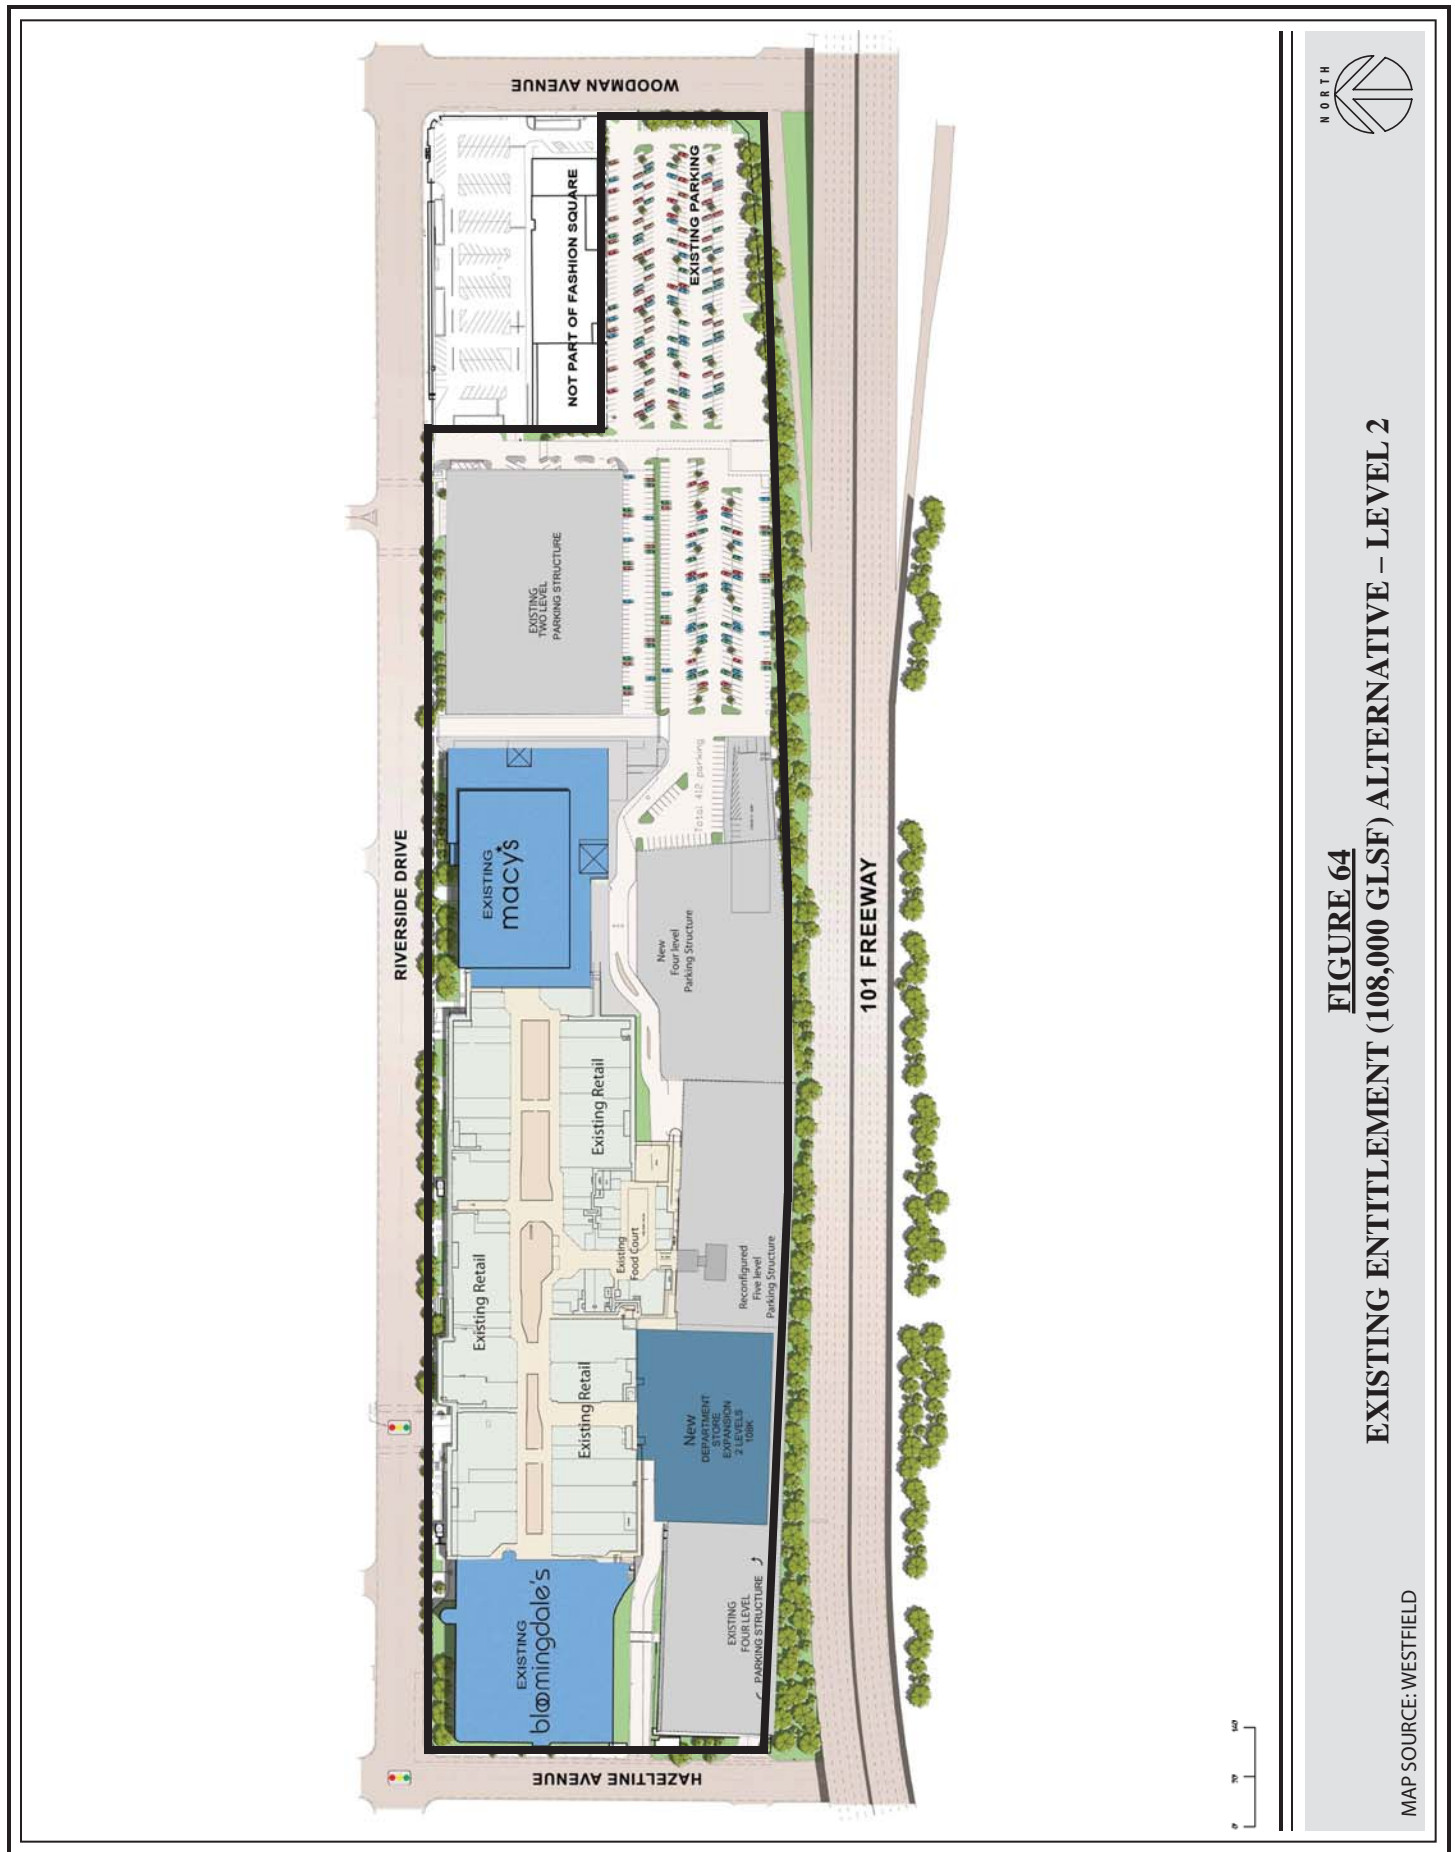 WOODMAN AVENUE
NOT PART OF FASHION SQUARE
EXISTING PARKING
EXISTING
TWO LEVEL
PARKING STRUCTURE
RIVERSIDE DRIVE
EXISTING
macy's
Total 412 parking
New
Four level
Parking Structure
101 FREEWAY
Existing Retail
Existing Retail
Existing
Food Court
Reconfigured
Five level
Parking Structure
Existing Retail
New
DEPARTMENT
STORE
EXPANSION
2 LEVELS
108K
EXISTING
bloomingdale's
EXISTING
FOUR LEVEL
PARKING STRUCTURE
HAZELTINE AVENUE
NORTH
FIGURE 64
EXISTING ENTITLEMENT (108,000 GLSF) ALTERNATIVE – LEVEL 2
MAP SOURCE: WESTFIELD